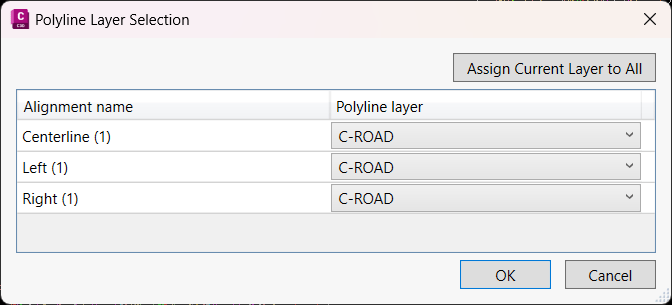 C
C3D
Polyline Layer Selection
Assign Current Layer to All
Alignment name Polyline layer
Centerline (1) C-ROAD
Left (1) C-ROAD
Right (1) C-ROAD
OK Cancel